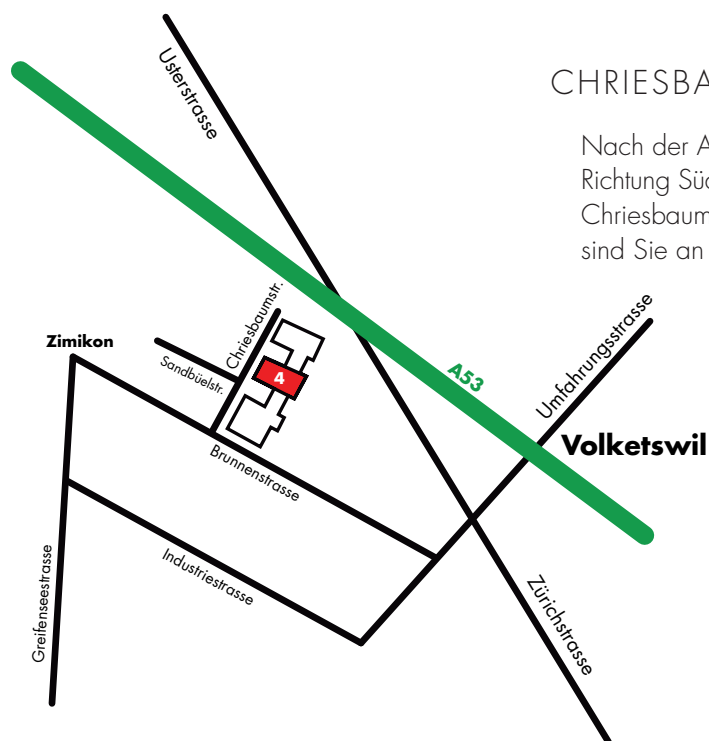 Usterstrasse
CHRIESBA
Nach der A
Richtung Süd
Chriesbaum
sind Sie an
Chriesbaumstr.
Umfahrungsstrasse
Zimikon
Sandbüelstr.
4
A53
Volketswil
Brunnenstrasse
Industriestrasse
Greifenseestrasse
Zürichstrasse